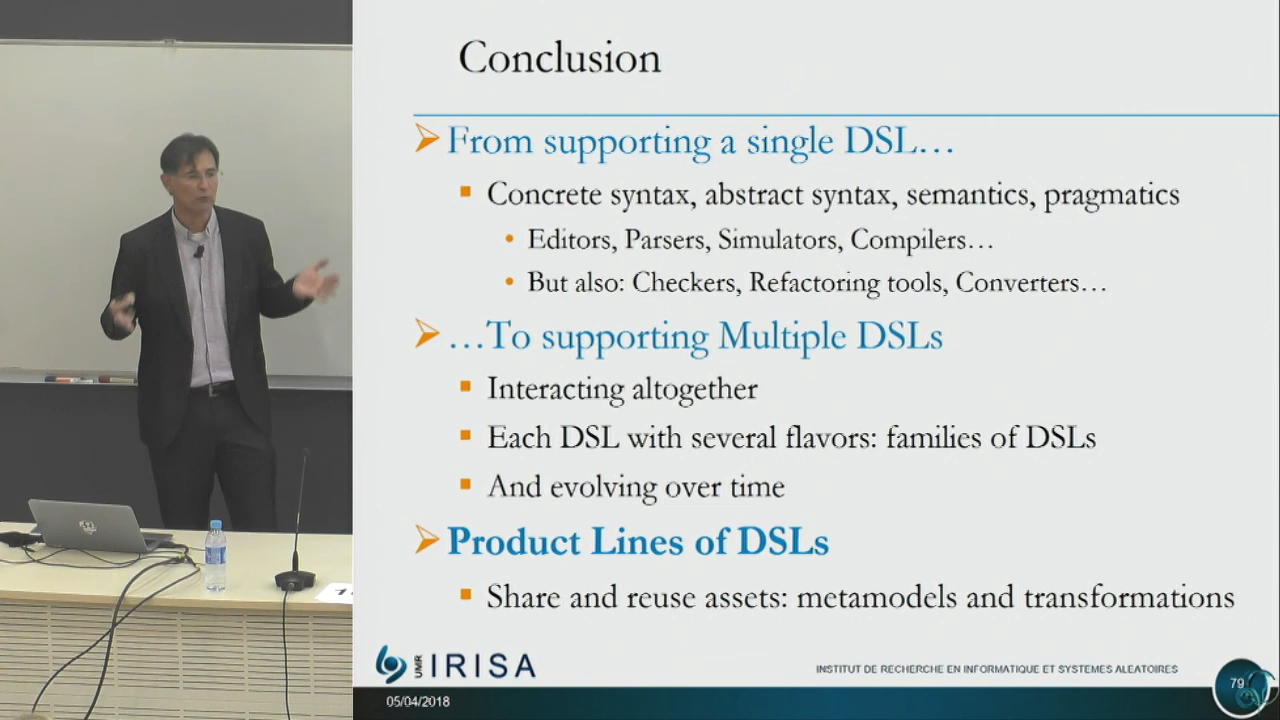 Conclusion
From supporting a single DSL…
Concrete syntax, abstract syntax, semantics, pragmatics
Editors, Parsers, Simulators, Compilers…
But also: Checkers, Refactoring tools, Converters…
…To supporting Multiple DSLs
Interacting altogether
Each DSL with several flavors: families of DSLs
And evolving over time
Product Lines of DSLs
Share and reuse assets: metamodels and transformations
UMR IRISA
INSTITUT DE RECHERCHE EN INFORMATIQUE ET SYSTEMES ALEATOIRES
79
05/04/2018